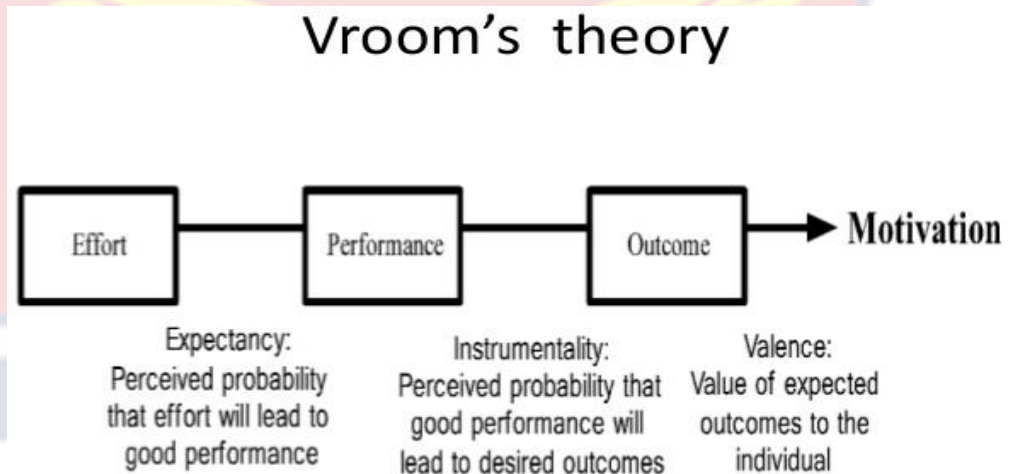 Vroom's theory
Effort
Performance
Outcome
Motivation
Expectancy:
Perceived probability
that effort will lead to
good performance
Instrumentality:
Perceived probability that
good performance will
lead to desired outcomes
Valence:
Value of expected
outcomes to the
individual